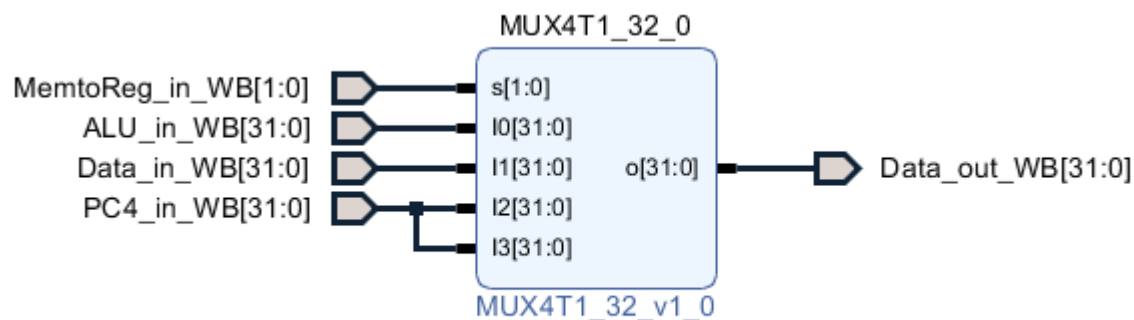 MUX4T1_32_0
MemtoReg_in_WB[1:0]
s[1:0]
ALU_in_WB[31:0]
I0[31:0]
Data_in_WB[31:0]
I1[31:0]
o[31:0]
Data_out_WB[31:0]
PC4_in_WB[31:0]
I2[31:0]
I3[31:0]
MUX4T1_32_v1_0